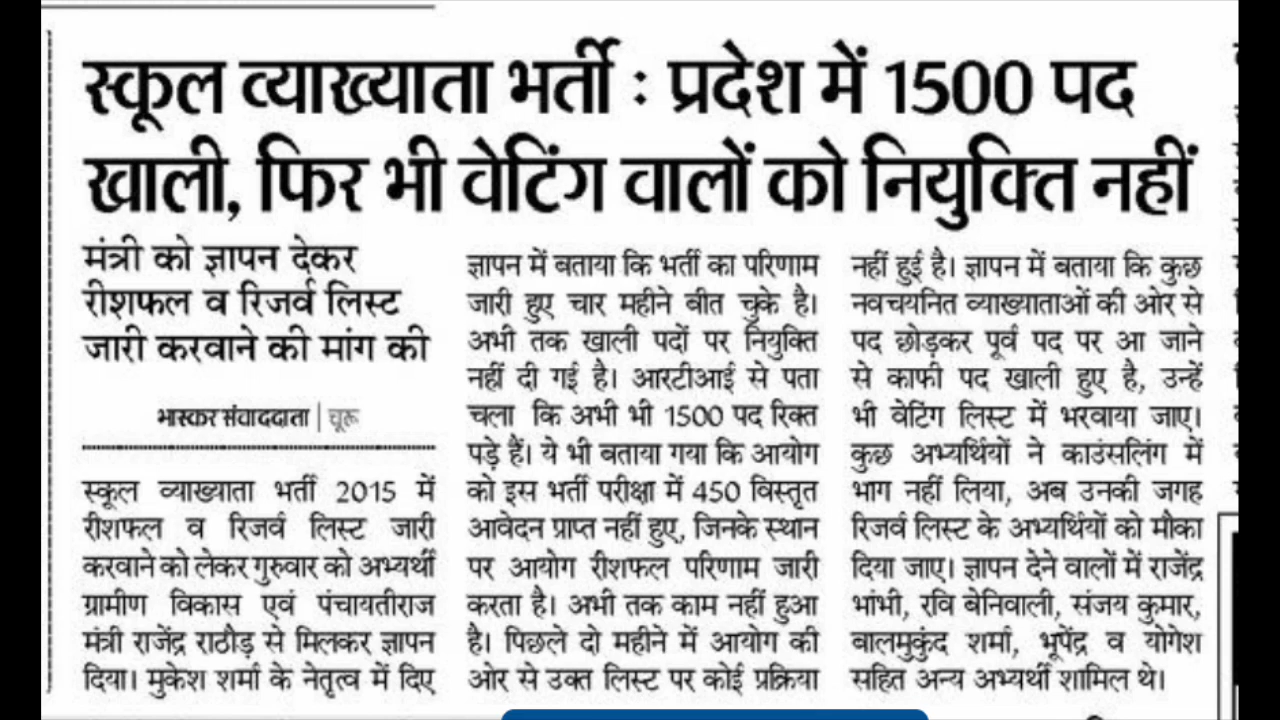 स्कूल व्याख्याता भर्ती : प्रदेश में 1500 पद
खाली, फिर भी वेटिंग वालों को नियुक्ति नहीं
मंत्री को ज्ञापन देकर
रीशफल व रिजर्व लिस्ट
जारी करवाने की मांग की
भास्कर संवाददाता | चूरू
स्कूल व्याख्याता भर्ती 2015 में
रीशफल व रिजर्व लिस्ट जारी
करवाने को लेकर गुरुवार को अभ्यर्थी
ग्रामीण विकास एवं पंचायतीराज
मंत्री राजेंद्र राठौड़ से मिलकर ज्ञापन
दिया। मुकेश शर्मा के नेतृत्व में दिए
ज्ञापन में बताया कि भर्ती का परिणाम
जारी हुए चार महीने बीत चुके है।
अभी तक खाली पदों पर नियुक्ति
नहीं दी गई है। आरटीआई से पता
चला कि अभी भी 1500 पद रिक्त
पड़े हैं। ये भी बताया गया कि आयोग
को इस भर्ती परीक्षा में 450 विस्तृत
आवेदन प्राप्त नहीं हुए, जिनके स्थान
पर आयोग रीशफल परिणाम जारी
करता है। अभी तक काम नहीं हुआ
है। पिछले दो महीने में आयोग की
ओर से उक्त लिस्ट पर कोई प्रक्रिया
नहीं हुई है। ज्ञापन में बताया कि कुछ
नवचयनित व्याख्याताओं की ओर से
पद छोड़कर पूर्व पद पर आ जाने
से काफी पद खाली हुए है, उन्हें
भी वेटिंग लिस्ट में भरवाया जाए।
कुछ अभ्यर्थियों ने काउंसलिंग में
भाग नहीं लिया, अब उनकी जगह
रिजर्व लिस्ट के अभ्यर्थियों को मौका
दिया जाए। ज्ञापन देने वालों में राजेंद्र
भांभी, रवि बेनिवाली, संजय कुमार,
बालमुकुंद शर्मा, भूपेंद्र व योगेश
सहित अन्य अभ्यर्थी शामिल थे।